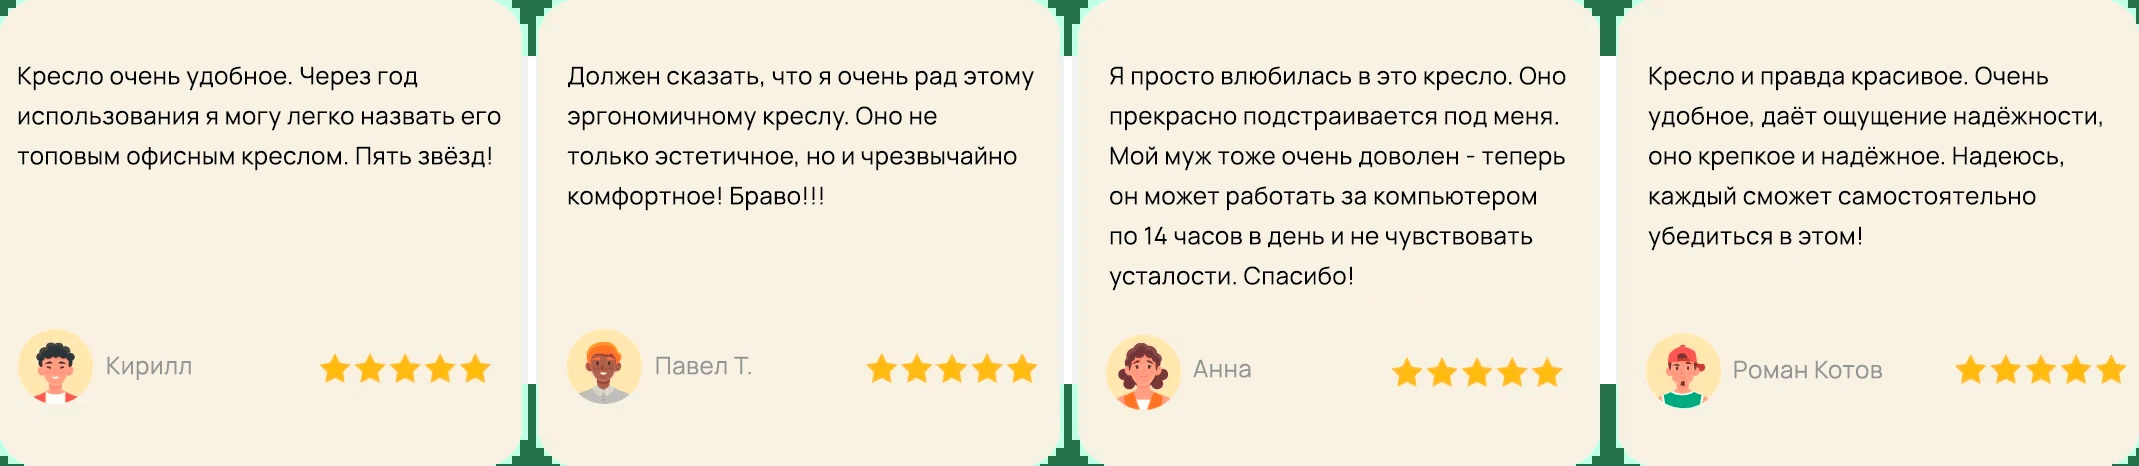 Кресло очень удобное. Через год
использования я могу легко назвать его
топовым офисным креслом. Пять звёзд!
Кирилл
Должен сказать, что я очень рад этому
эргономичному креслу. Оно не
только эстетичное, но и чрезвычайно
комфортное! Браво!!!
Павел Т.
Я просто влюбилась в это кресло. Оно
прекрасно подстраивается под меня.
Мой муж тоже очень доволен - теперь
он может работать за компьютером
по 14 часов в день и не чувствовать
усталости. Спасибо!
Анна
Кресло и правда красивое. Очень
удобное, даёт ощущение надёжности,
оно крепкое и надёжное. Надеюсь,
каждый сможет самостоятельно
убедиться в этом!
Роман Котов